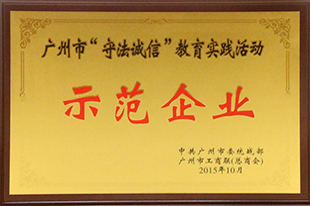 广州市“守法诚信”教育实践活动
示范企业
中共广州市委统战部
广州市工商联(总商会)
2015年10月